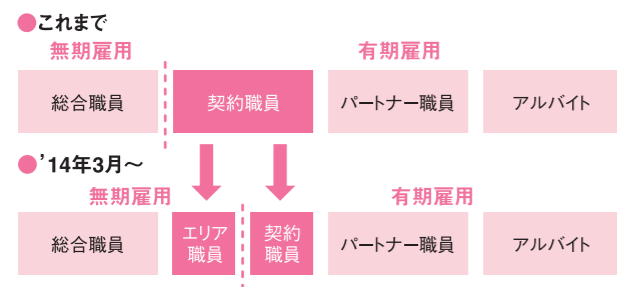 ●これまで
無期雇用 有期雇用
総合職員 契約職員 パートナー職員 アルバイト
●’14年3月〜
無期雇用 有期雇用
総合職員 エリア職員 契約職員 パートナー職員 アルバイト